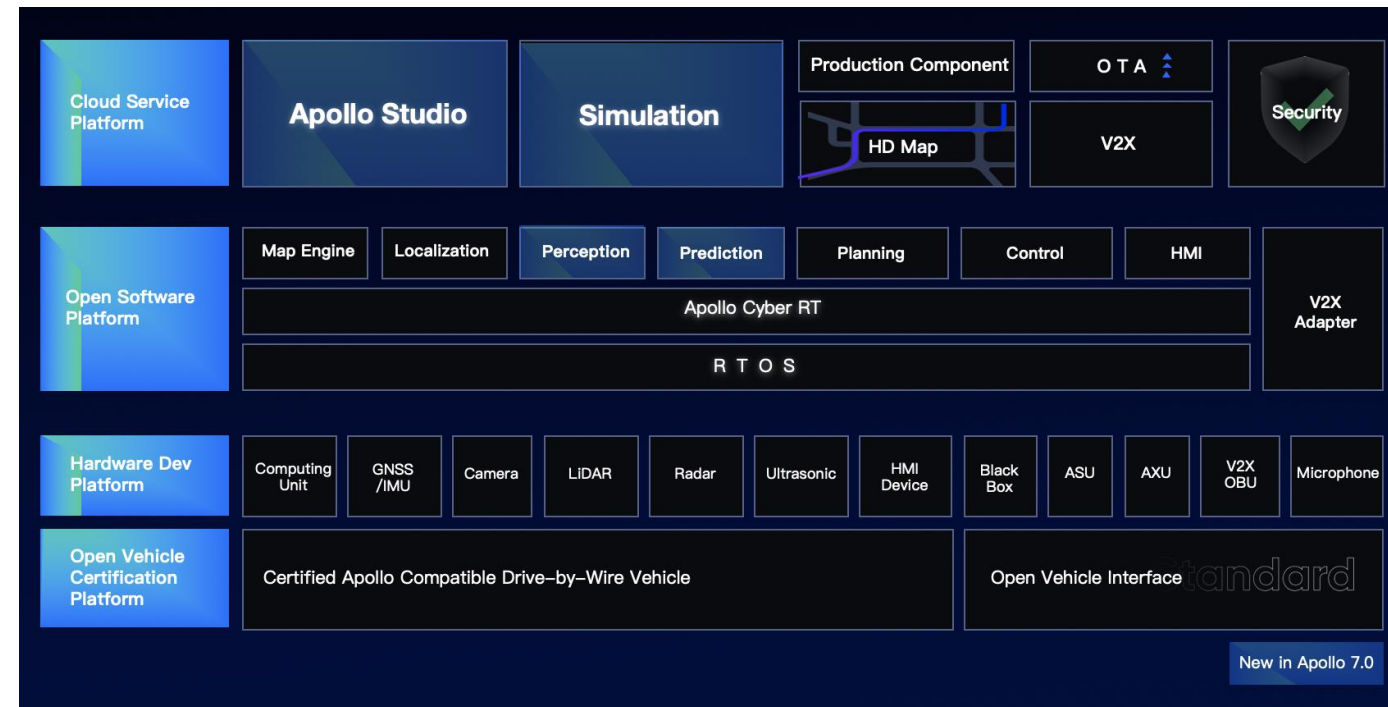 Cloud Service
Platform
Apollo Studio
Simulation
Production Component
OTA
HD Map
V2X
Security
Open Software
Platform
Map Engine
Localization
Perception
Prediction
Planning
Control
HMI
Apollo Cyber RT
RTOS
V2X
Adapter
Hardware Dev
Platform
Computing
Unit
GNSS
/IMU
Camera
LiDAR
Radar
Ultrasonic
HMI
Device
Black
Box
ASU
AXU
V2X
OBU
Microphone
Open Vehicle
Certification
Platform
Certified Apollo Compatible Drive-by-Wire Vehicle
Open Vehicle Interface Standard
New in Apollo 7.0